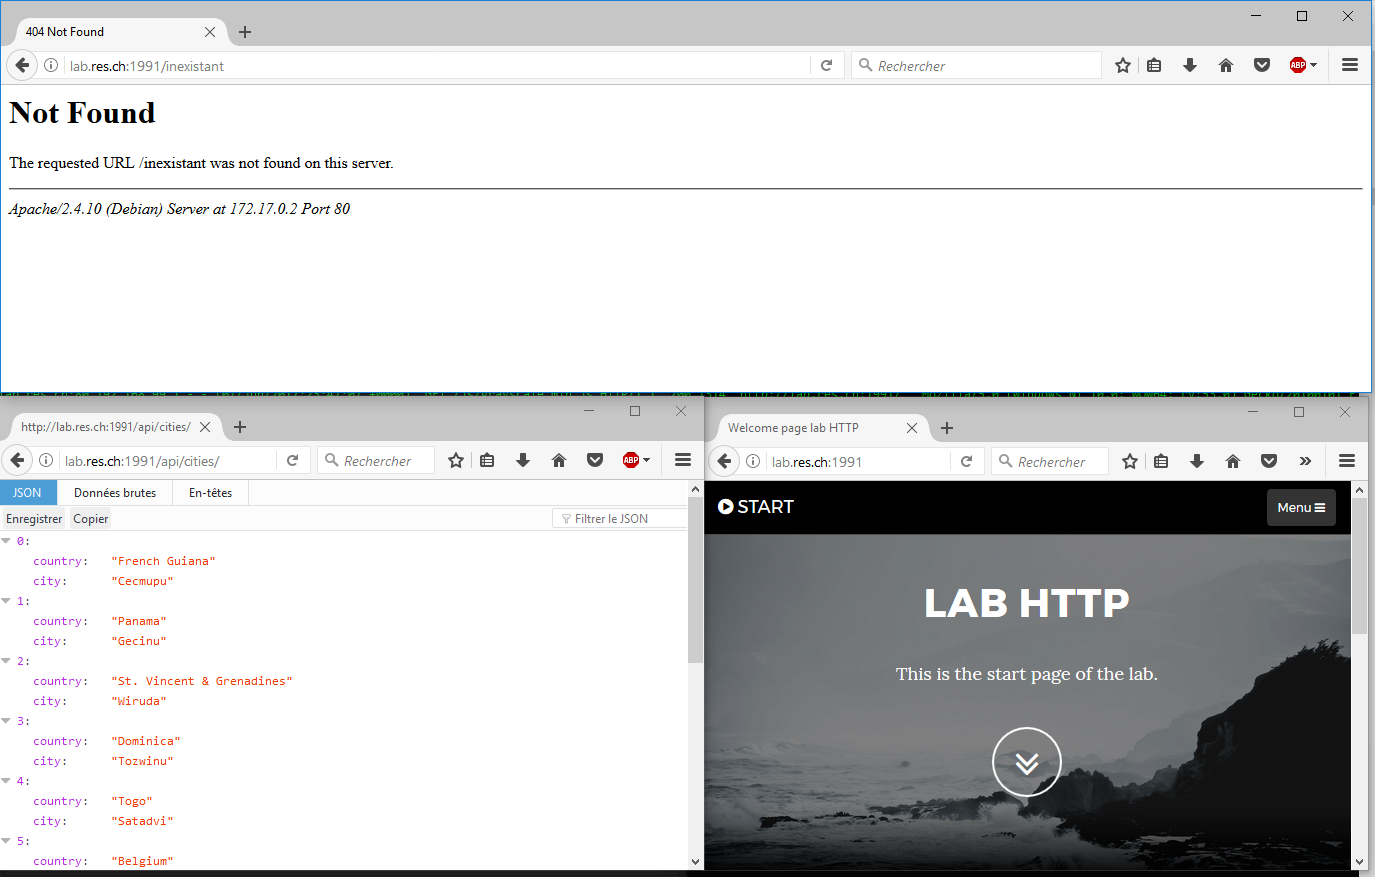 404 Not Found
lab.res.ch:1991/inexistant
Rechercher
ABP
Not Found
The requested URL /inexistant was not found on this server.
Apache/2.4.10 (Debian) Server at 172.17.0.2 Port 80
http://lab.res.ch:1991/api/cities/
lab.res.ch:1991/api/cities/
Rechercher
ABP
JSON Données brutes En-têtes
Enregistrer Copier Filtrer le JSON
0:
country: "French Guiana"
city: "Cecmupu"
1:
country: "Panama"
city: "Gecinu"
2:
country: "St. Vincent & Grenadines"
city: "Wiruda"
3:
country: "Dominica"
city: "Tozwinu"
4:
country: "Togo"
city: "Satadvi"
5:
country: "Belgium"
Welcome page lab HTTP
lab.res.ch:1991
Rechercher
START
Menu
LAB HTTP
This is the start page of the lab.